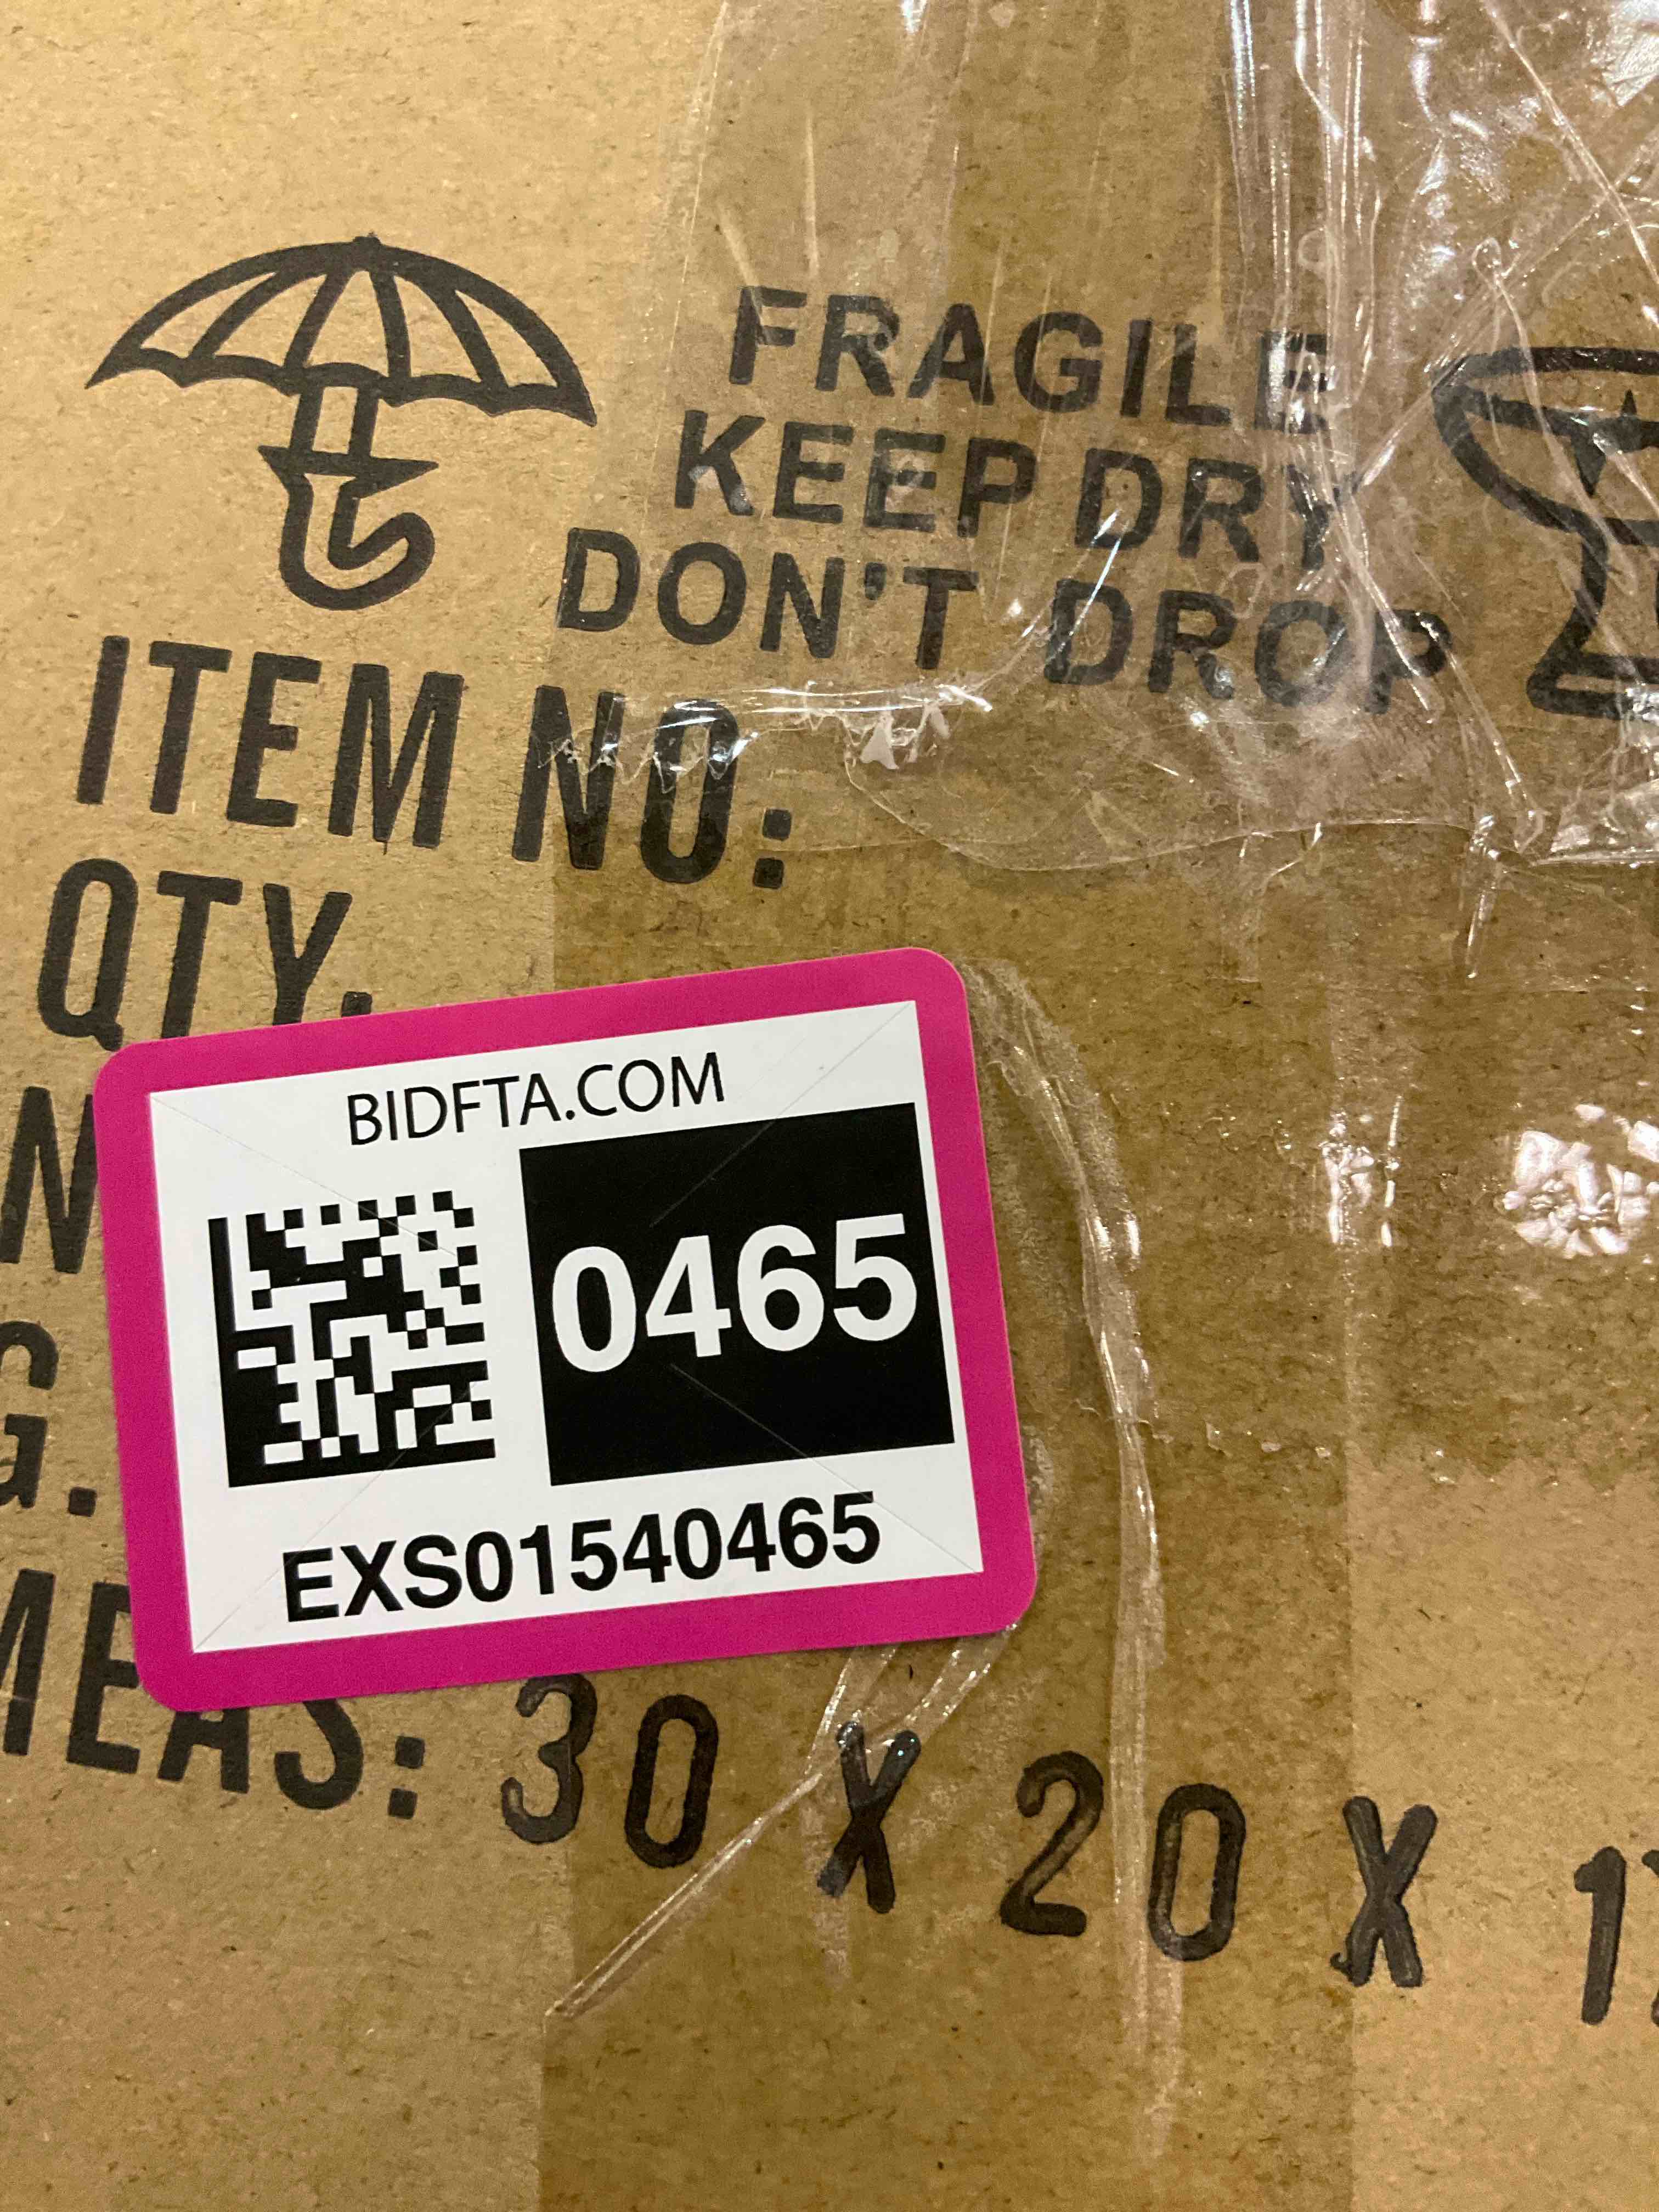 FRAGILE
KEEP DRY
DON'T DROP
ITEM NO:
QTY.
BIDFTA.COM
0465
EXS01540465
MEAS: 30 X 20 X